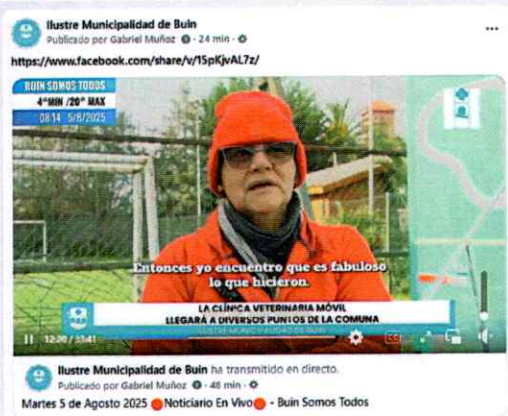 Ilustre Municipalidad de Buin
Publicado por Gabriel Muñoz · 24 min ·
https://www.facebook.com/share/v/15pKjvAL7z/
BUIN SOMOS TODOS
4°MIN /20° MAX
08:14 5/8/2025
Entonces yo encuentro que es fabuloso
lo que hicieron.
LA CLÍNICA VETERINARIA MÓVIL
LLEGARÁ A DIVERSOS PUNTOS DE LA COMUNA
ILUSTRE MUNICIPALIDAD DE BUIN
12:20 / 33:41
Ilustre Municipalidad de Buin ha transmitido en directo.
Publicado por Gabriel Muñoz · 48 min ·
Martes 5 de Agosto 2025 🔴Noticiario En Vivo🔴 - Buin Somos Todos